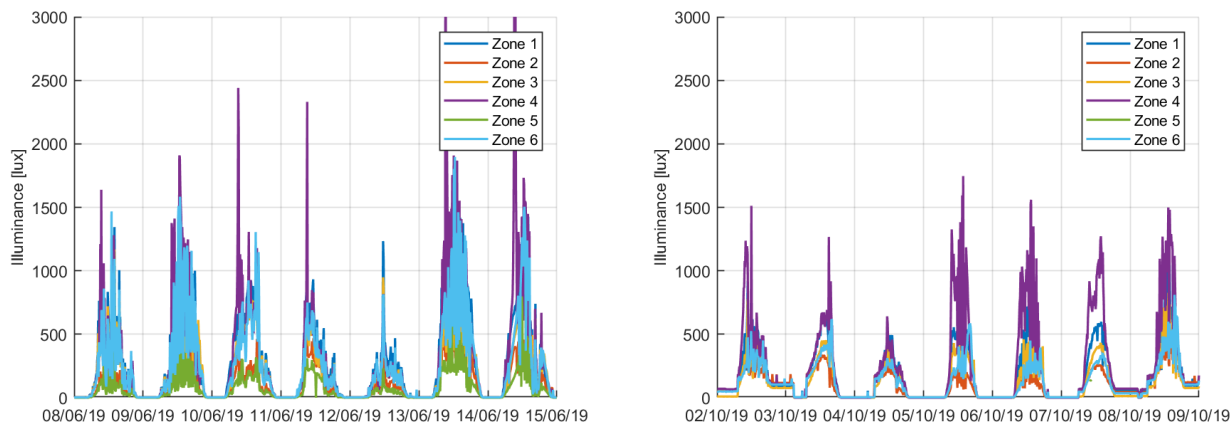 3000
2500
2000
1500
1000
500
0
Illuminance [lux]
Zone 1
Zone 2
Zone 3
Zone 4
Zone 5
Zone 6
08/06/19 09/06/19 10/06/19 11/06/19 12/06/19 13/06/19 14/06/19 15/06/19
3000
2500
2000
1500
1000
500
0
Illuminance [lux]
Zone 1
Zone 2
Zone 3
Zone 4
Zone 5
Zone 6
02/10/19 03/10/19 04/10/19 05/10/19 06/10/19 07/10/19 08/10/19 09/10/19